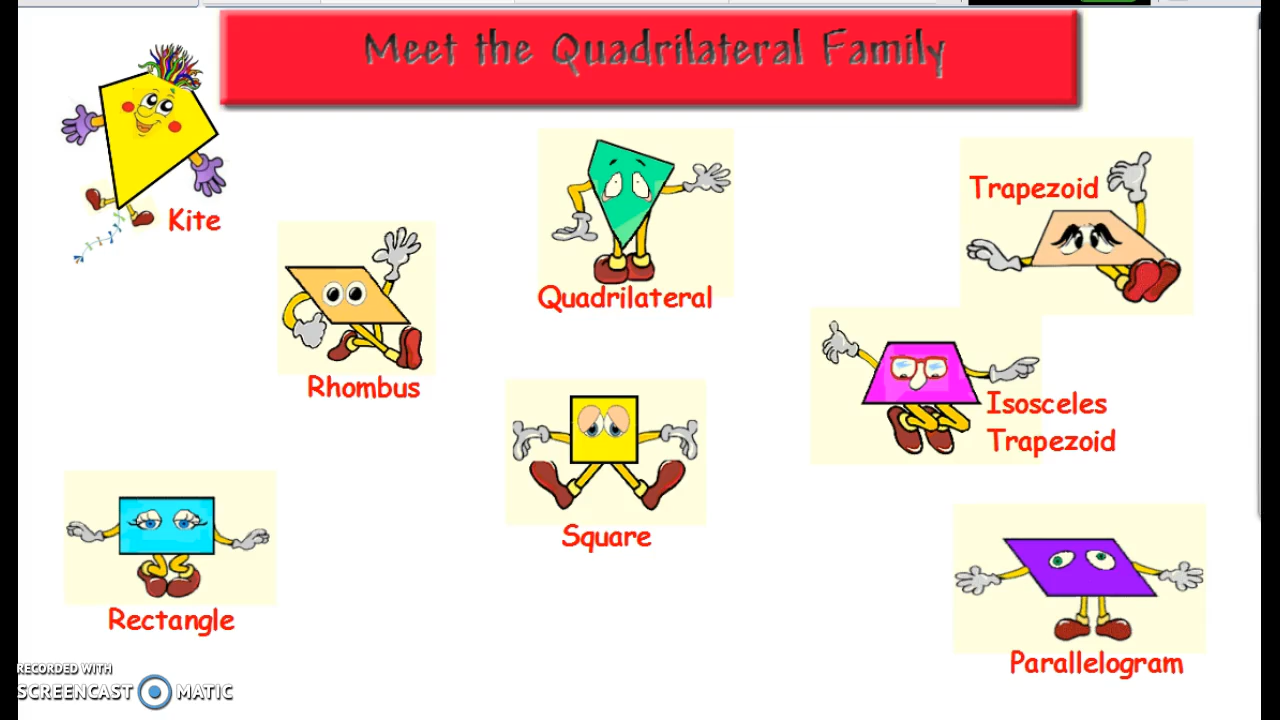 Meet the Quadrilateral Family
Kite
Quadrilateral
Trapezoid
Rhombus
Isosceles
Trapezoid
Square
Rectangle
Parallelogram
RECORDED WITH
SCREENCAST MATIC